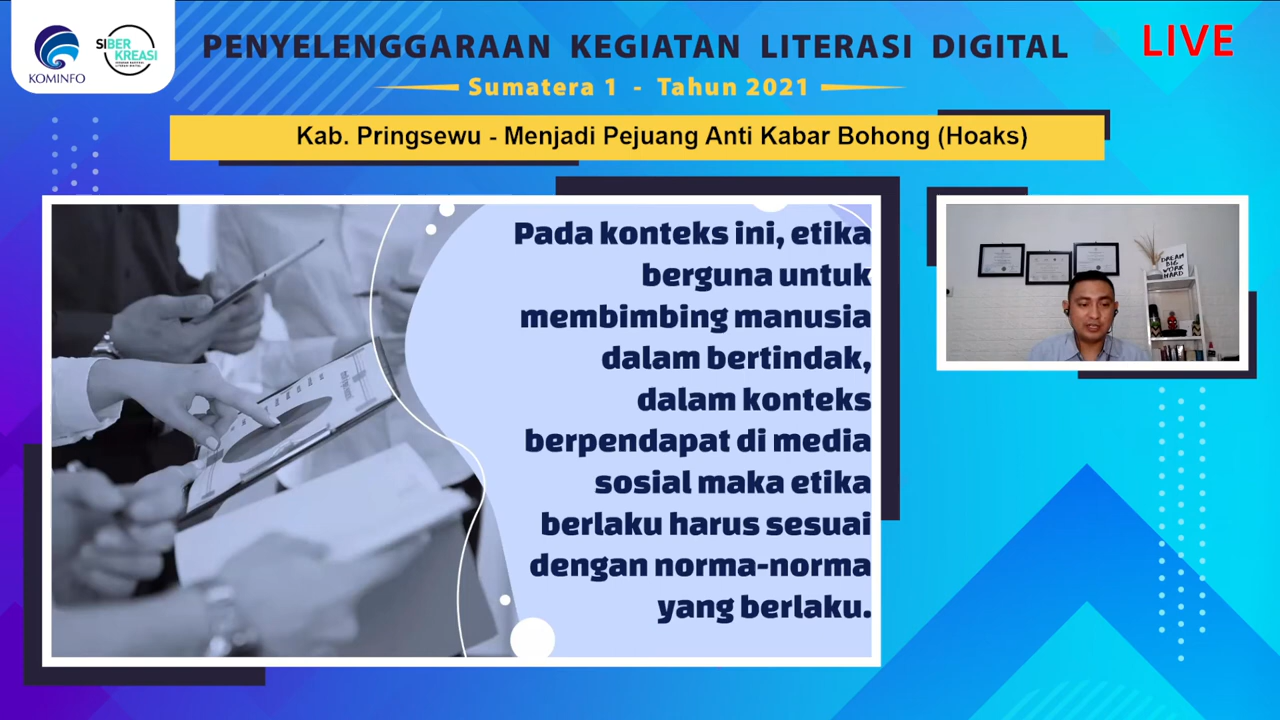 KOMINFO
SIBER
KREASI
PENYELENGGARAAN KEGIATAN LITERASI DIGITAL
LIVE
Sumatera 1 - Tahun 2021
Kab. Pringsewu - Menjadi Pejuang Anti Kabar Bohong (Hoaks)
Pada konteks ini, etika
berguna untuk
membimbing manusia
dalam bertindak,
dalam konteks
berpendapat di media
sosial maka etika
berlaku harus sesuai
dengan norma-norma
yang berlaku.
DREAM
BIG
WORK
HARD